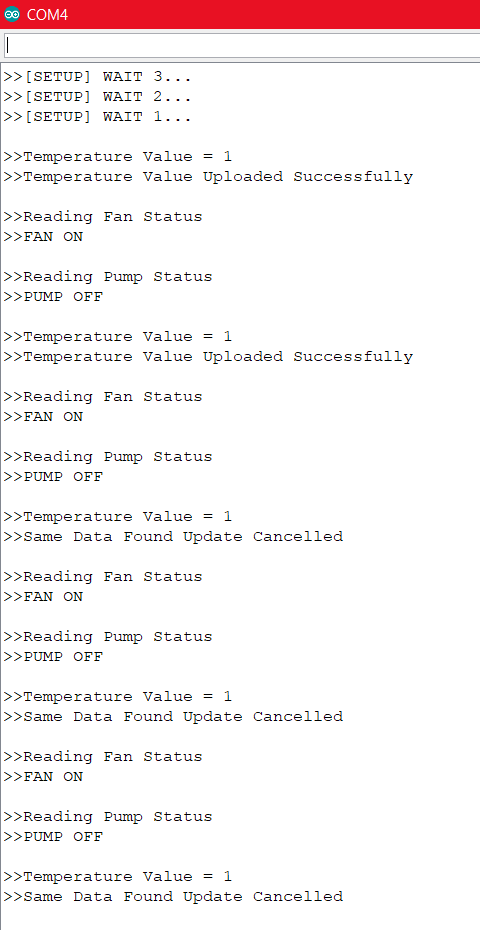 COM4
>>[SETUP] WAIT 3...
>>[SETUP] WAIT 2...
>>[SETUP] WAIT 1...
>>Temperature Value = 1
>>Temperature Value Uploaded Successfully
>>Reading Fan Status
>>FAN ON
>>Reading Pump Status
>>PUMP OFF
>>Temperature Value = 1
>>Temperature Value Uploaded Successfully
>>Reading Fan Status
>>FAN ON
>>Reading Pump Status
>>PUMP OFF
>>Temperature Value = 1
>>Same Data Found Update Cancelled
>>Reading Fan Status
>>FAN ON
>>Reading Pump Status
>>PUMP OFF
>>Temperature Value = 1
>>Same Data Found Update Cancelled
>>Reading Fan Status
>>FAN ON
>>Reading Pump Status
>>PUMP OFF
>>Temperature Value = 1
>>Same Data Found Update Cancelled